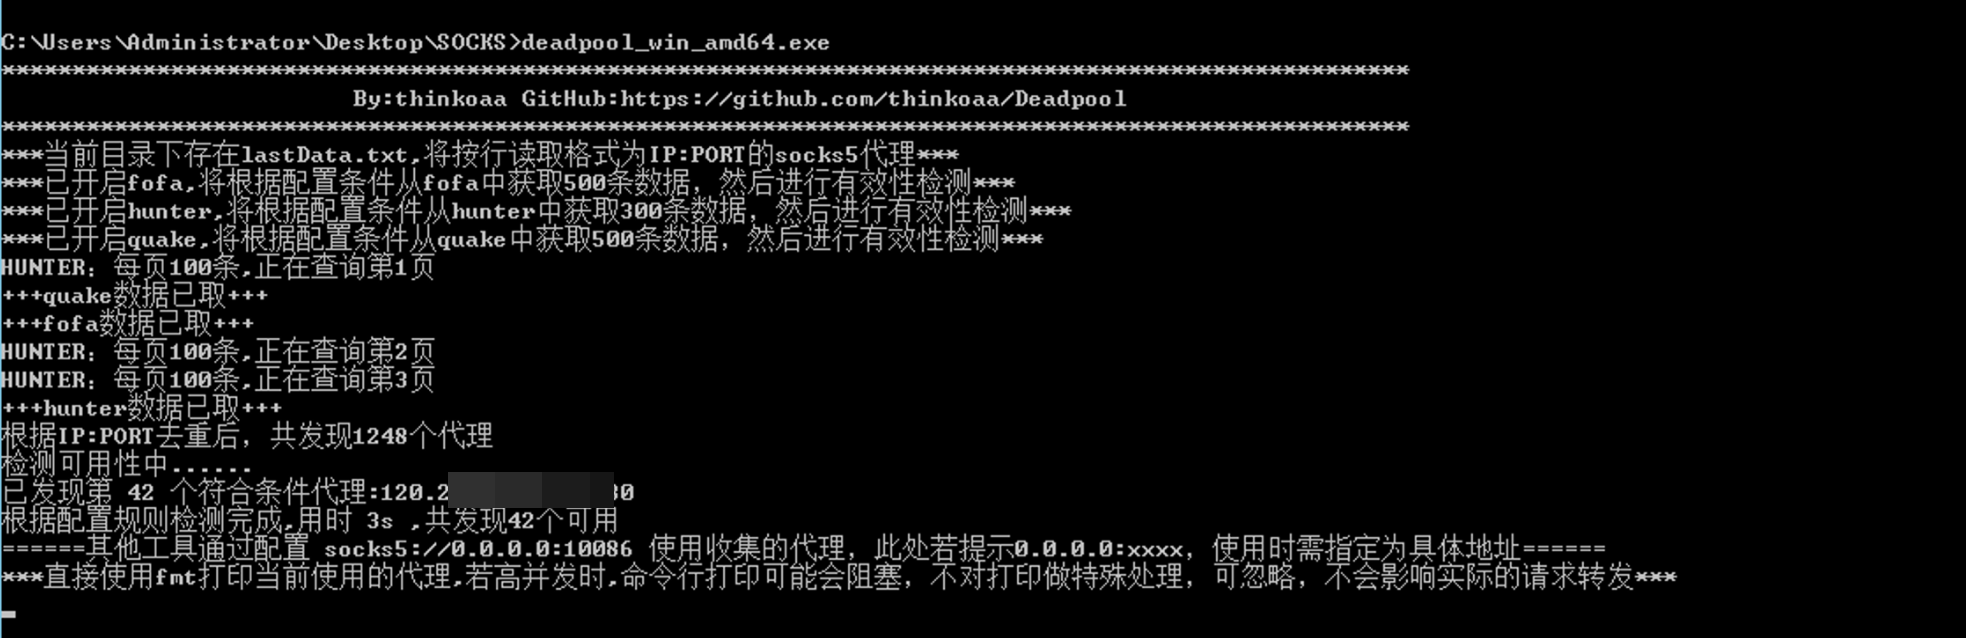 C:\Users\Administrator\Desktop\SOCKS>deadpool_win_amd64.exe
****************************************************************************************************
By:thinkoaa GitHub:https://github.com/thinkoaa/Deadpool
****************************************************************************************************
***当前目录下存在lastData.txt,将按行读取格式为IP:PORT的socks5代理***
***已开启fofa,将根据配置条件从fofa中获取500条数据，然后进行有效性检测***
***已开启hunter,将根据配置条件从hunter中获取300条数据，然后进行有效性检测***
***已开启quake,将根据配置条件从quake中获取500条数据，然后进行有效性检测***
HUNTER：每页100条,正在查询第1页
+++quake数据已取+++
+++fofa数据已取+++
HUNTER：每页100条,正在查询第2页
HUNTER：每页100条,正在查询第3页
+++hunter数据已取+++
根据IP:PORT去重后，共发现1248个代理
检测可用性中......
已发现第 42 个符合条件代理:120.2 30
根据配置规则检测完成,用时 3s ,共发现42个可用
======其他工具通过配置 socks5://0.0.0.0:10086 使用收集的代理，此处若提示0.0.0.0:xxxx，使用时需指定为具体地址======
***直接使用fmt打印当前使用的代理,若高并发时,命令行打印可能会阻塞，不对打印做特殊处理，可忽略，不会影响实际的请求转发***